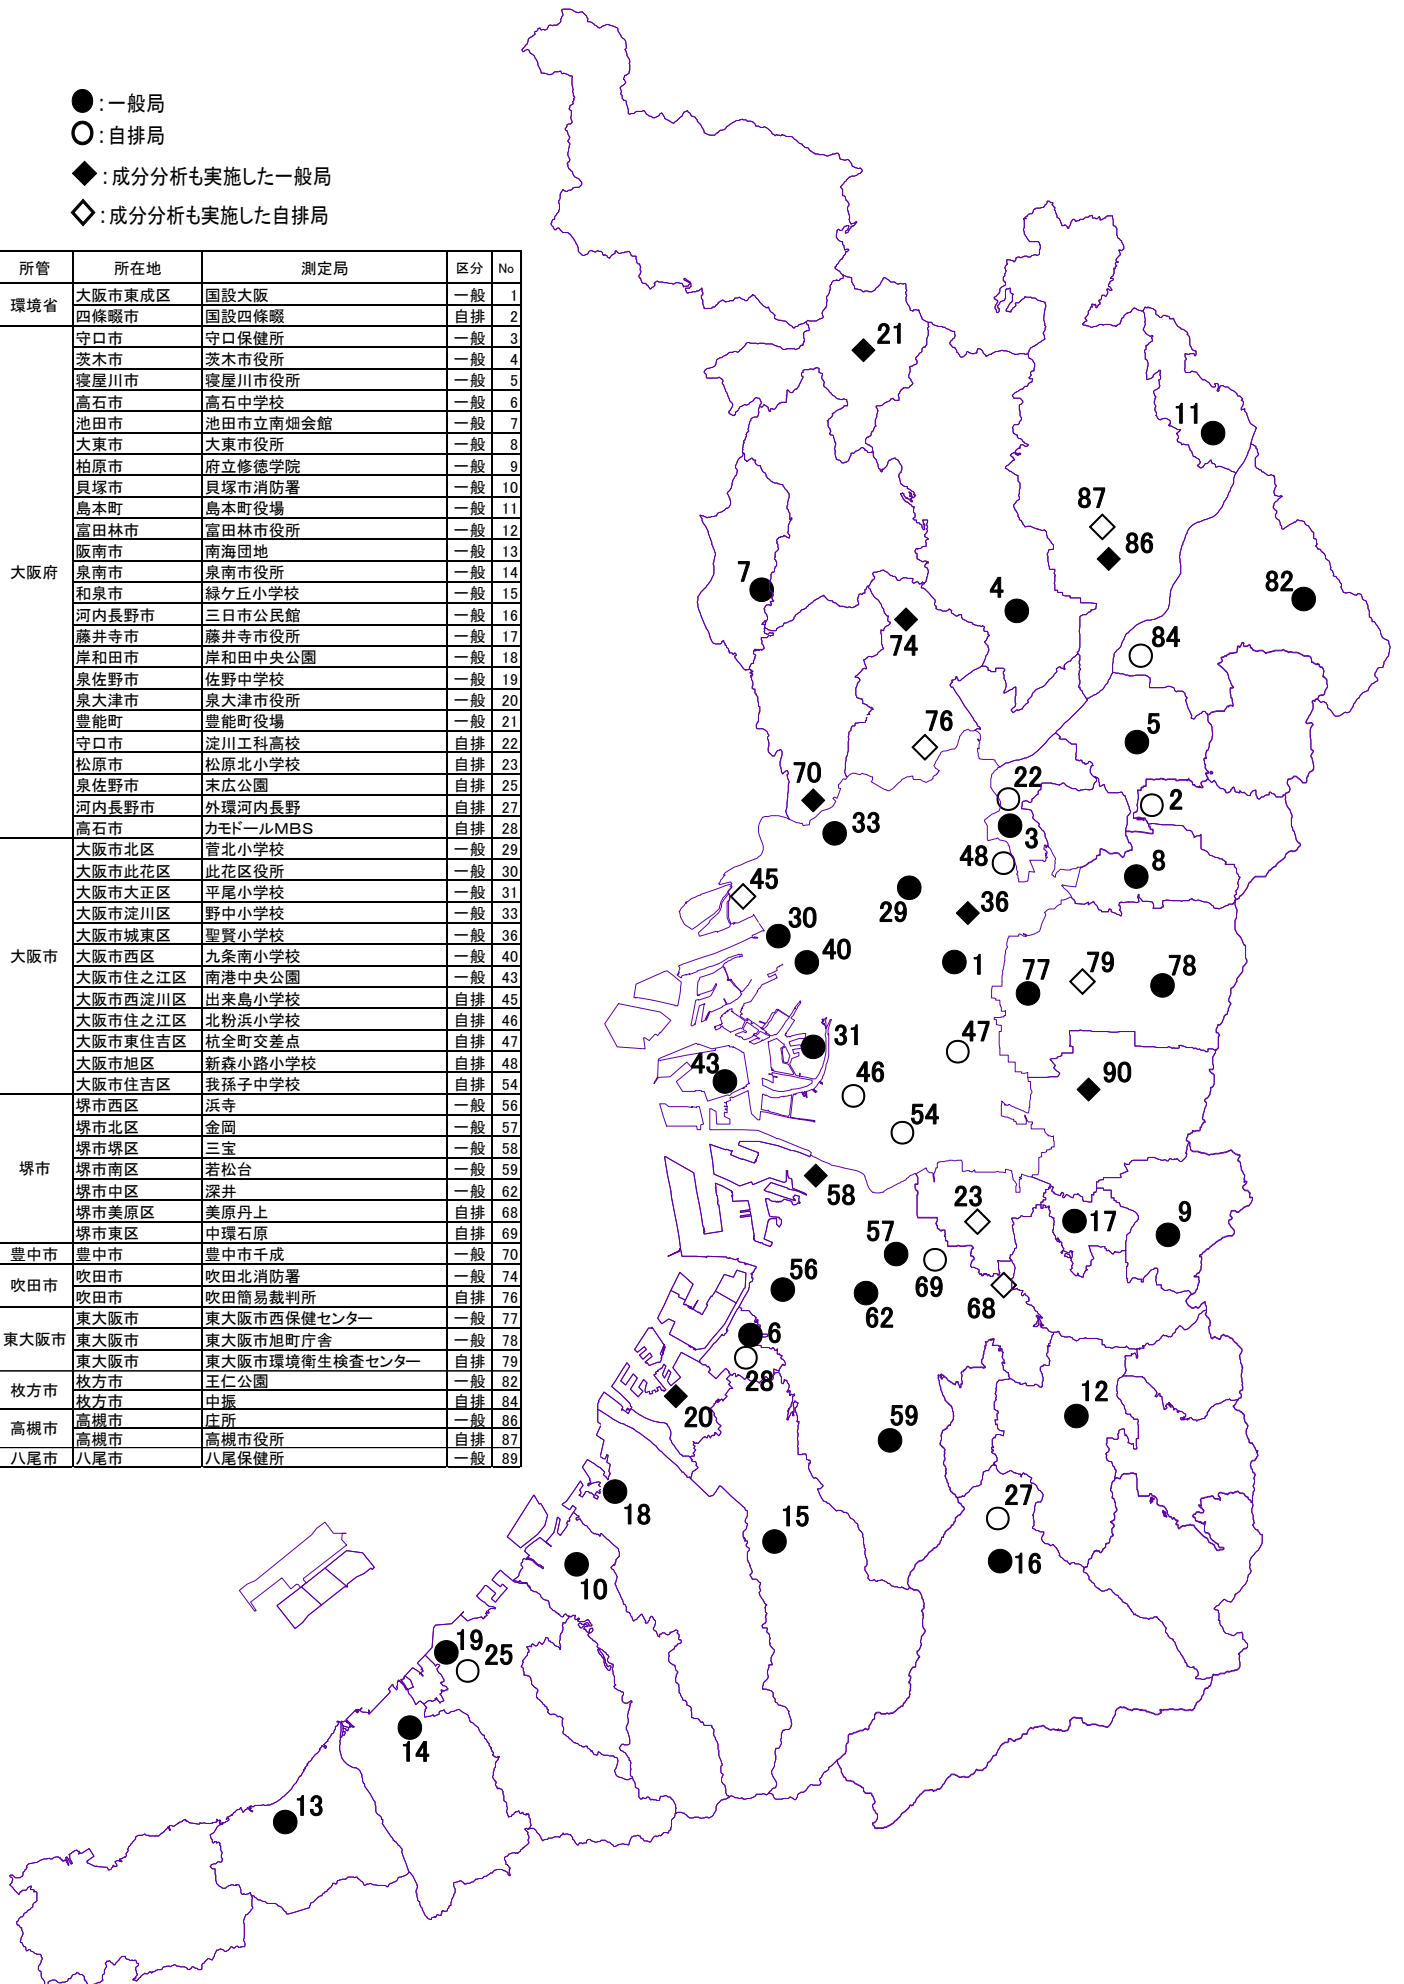 ●：一般局
○：自排局
◆：成分分析も実施した一般局
◇：成分分析も実施した自排局
所管 所在地 測定局 区分 No
環境省 大阪市東成区 国設大阪 一般 1
四條畷市 国設四條畷 自排 2
大阪府 守口市 守口保健所 一般 3
茨木市 茨木市役所 一般 4
寝屋川市 寝屋川市役所 一般 5
高石市 高石中学校 一般 6
池田市 池田市立南畑会館 一般 7
大東市 大東市役所 一般 8
柏原市 府立修徳学院 一般 9
貝塚市 貝塚市消防署 一般 10
島本町 島本町役場 一般 11
富田林市 富田林市役所 一般 12
阪南市 南海団地 一般 13
泉南市 泉南市役所 一般 14
和泉市 緑ケ丘小学校 一般 15
河内長野市 三日市公民館 一般 16
藤井寺市 藤井寺市役所 一般 17
岸和田市 岸和田中央公園 一般 18
泉佐野市 佐野中学校 一般 19
泉大津市 泉大津市役所 一般 20
豊能町 豊能町役場 一般 21
守口市 淀川工科高校 自排 22
松原市 松原北小学校 自排 23
泉佐野市 末広公園 自排 25
河内長野市 外環河内長野 自排 27
高石市 カモドールMBS 自排 28
大阪市 大阪市北区 菅北小学校 一般 29
大阪市此花区 此花区役所 一般 30
大阪市大正区 平尾小学校 一般 31
大阪市淀川区 野中小学校 一般 33
大阪市城東区 聖賢小学校 一般 36
大阪市西区 九条南小学校 一般 40
大阪市住之江区 南港中央公園 一般 43
大阪市西淀川区 出来島小学校 自排 45
大阪市住之江区 北粉浜小学校 自排 46
大阪市東住吉区 杭全町交差点 自排 47
大阪市旭区 新森小路小学校 自排 48
大阪市住吉区 我孫子中学校 自排 54
堺市 堺市西区 浜寺 一般 56
堺市北区 金岡 一般 57
堺市堺区 三宝 一般 58
堺市南区 若松台 一般 59
堺市中区 深井 一般 62
堺市美原区 美原丹上 自排 68
堺市東区 中環石原 自排 69
豊中市 豊中市 豊中市千成 一般 70
吹田市 吹田市 吹田北消防署 一般 74
吹田市 吹田簡易裁判所 自排 76
東大阪市 東大阪市 東大阪市西保健センター 一般 77
東大阪市 東大阪市旭町庁舎 一般 78
東大阪市 東大阪市環境衛生検査センター 自排 79
枚方市 枚方市 王仁公園 一般 82
枚方市 中振 自排 84
高槻市 高槻市 庄所 一般 86
高槻市 高槻市役所 自排 87
八尾市 八尾市 八尾保健所 一般 89
21
11
87
86
82
7
4
74
84
76
5
70
22
2
33
3
48
8
45
29
36
30
40
1
77
79
78
31
47
43
46
90
54
58
23
17
9
57
69
56
62
68
6
28
20
12
59
18
27
15
16
10
19
25
14
13